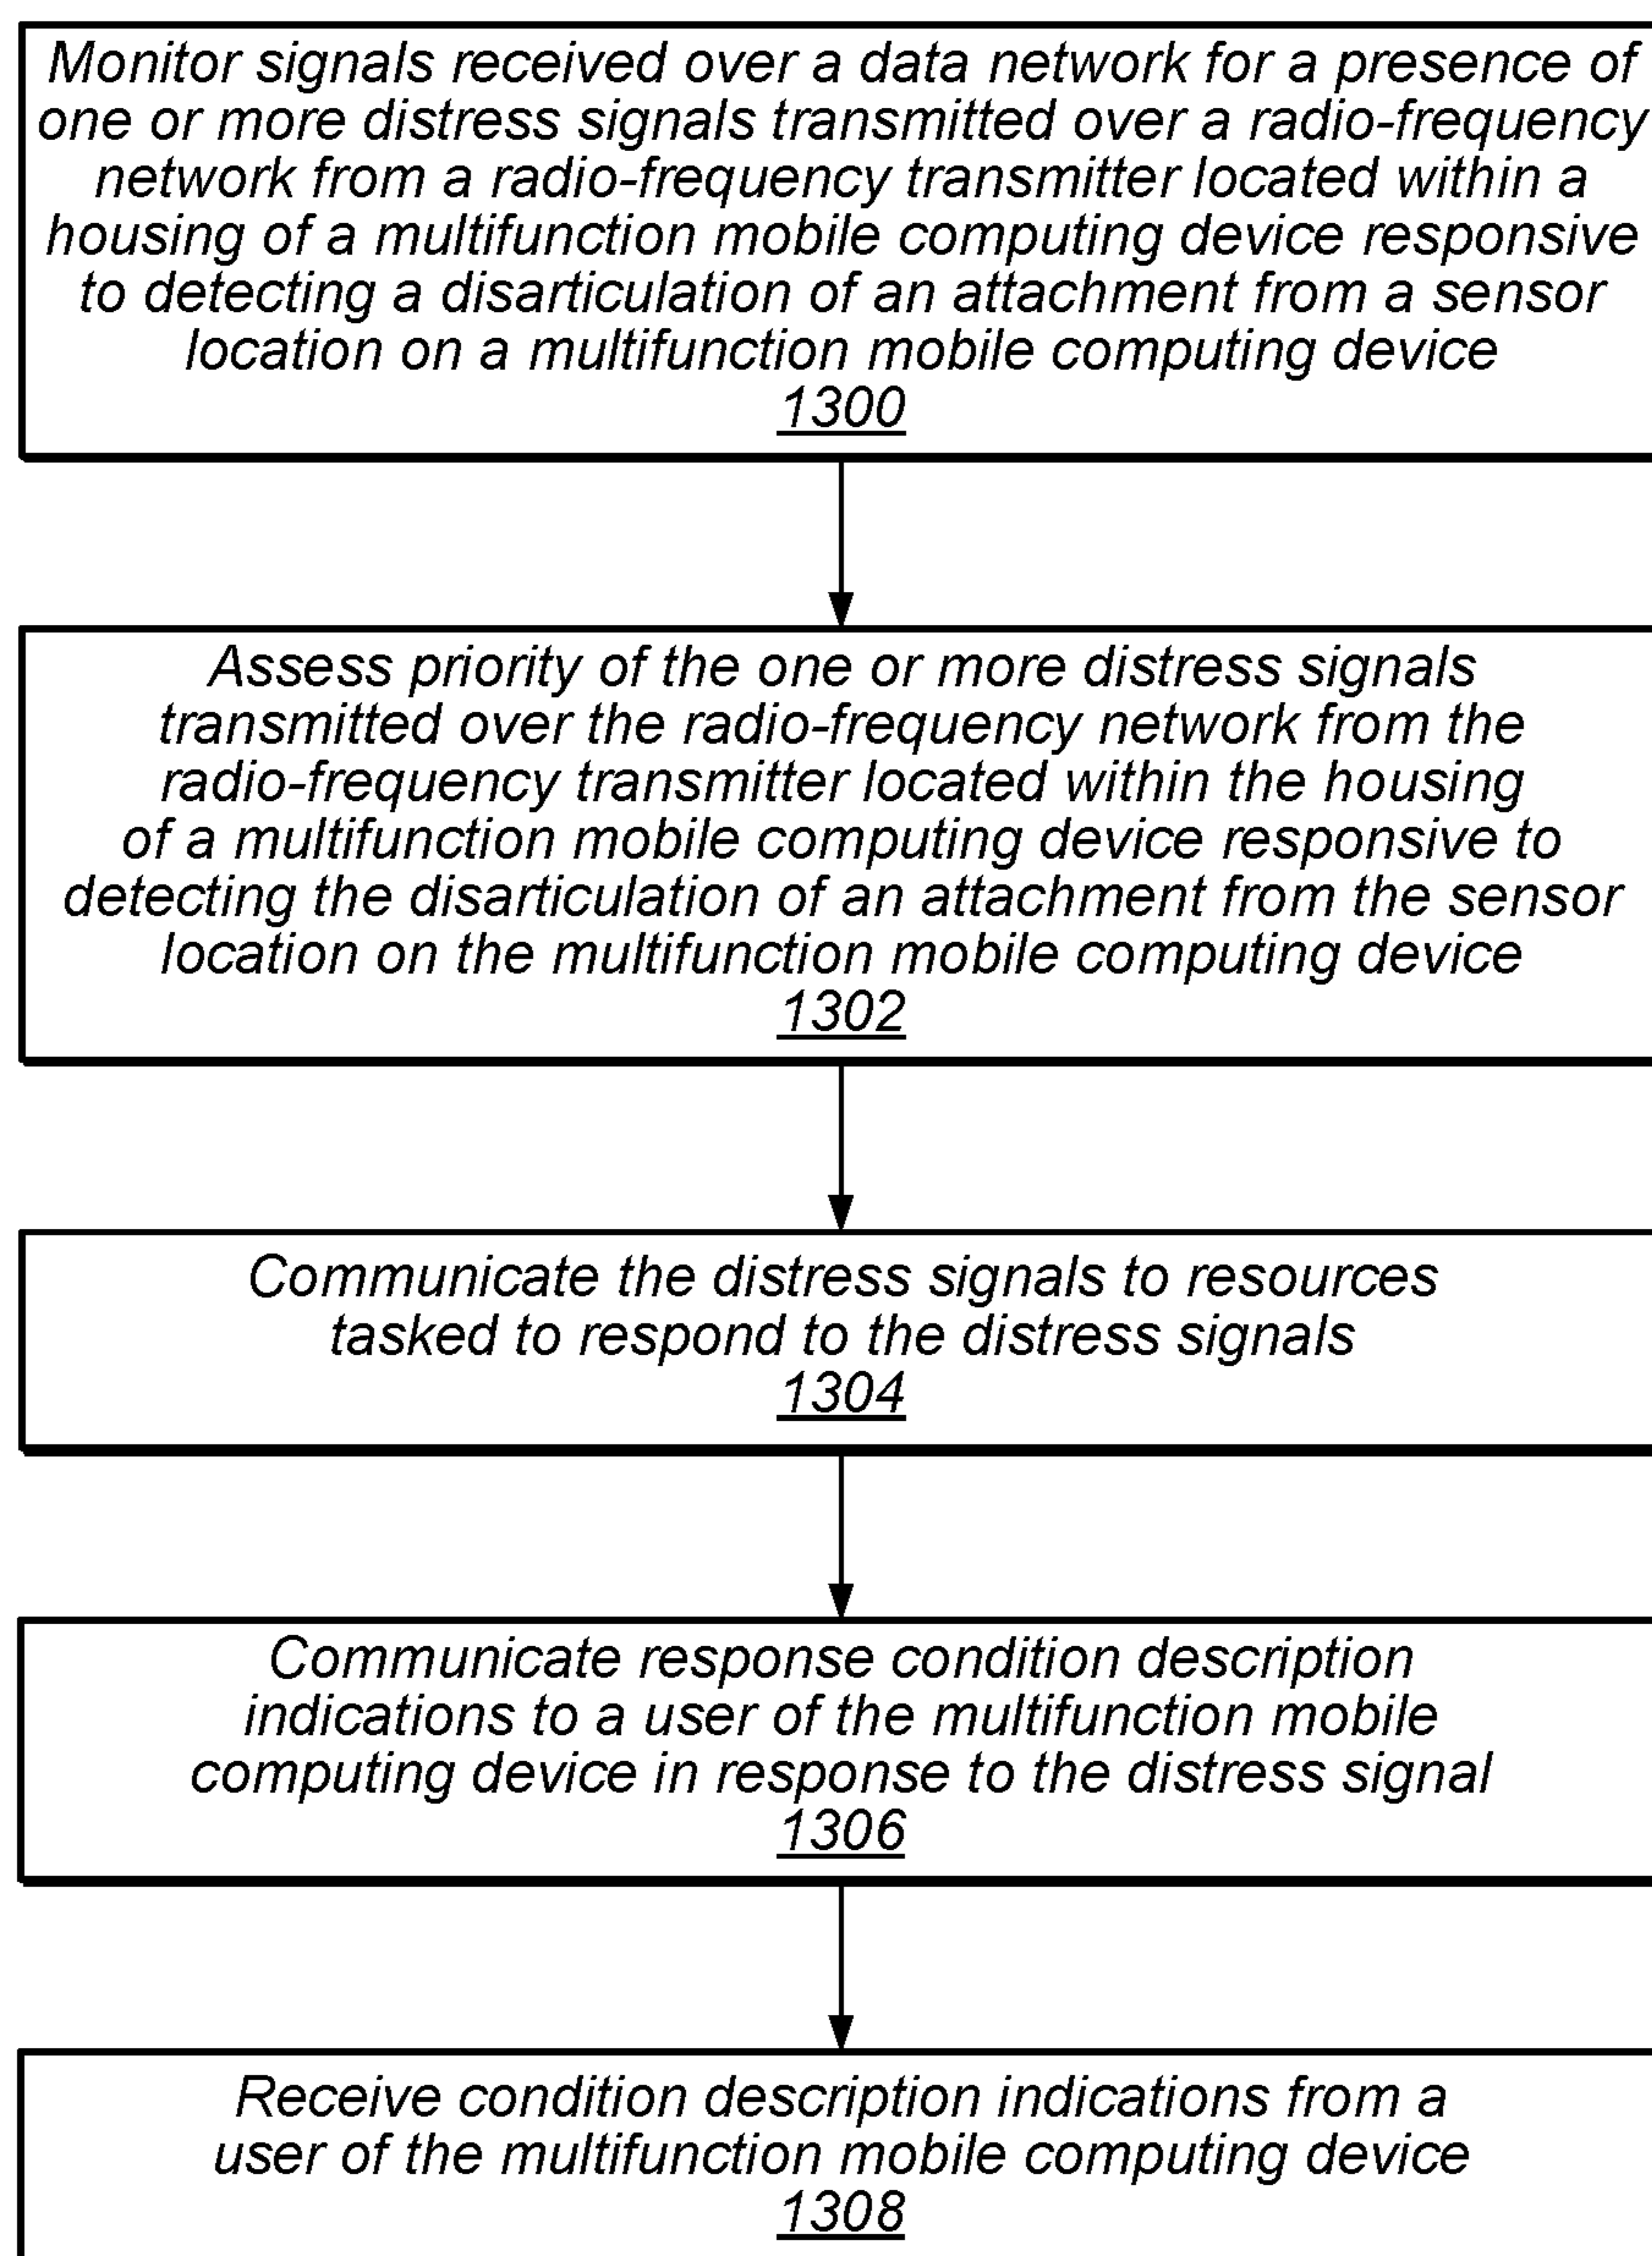 Monitor signals received over a data network for a presence of
one or more distress signals transmitted over a radio-frequency
network from a radio-frequency transmitter located within a
housing of a multifunction mobile computing device responsive
to detecting a disarticulation of an attachment from a sensor
location on a multifunction mobile computing device
1300
Assess priority of the one or more distress signals
transmitted over the radio-frequency network from the
radio-frequency transmitter located within the housing
of a multifunction mobile computing device responsive to
detecting the disarticulation of an attachment from the sensor
location on the multifunction mobile computing device
1302
Communicate the distress signals to resources
tasked to respond to the distress signals
1304
Communicate response condition description
indications to a user of the multifunction mobile
computing device in response to the distress signal
1306
Receive condition description indications from a
user of the multifunction mobile computing device
1308